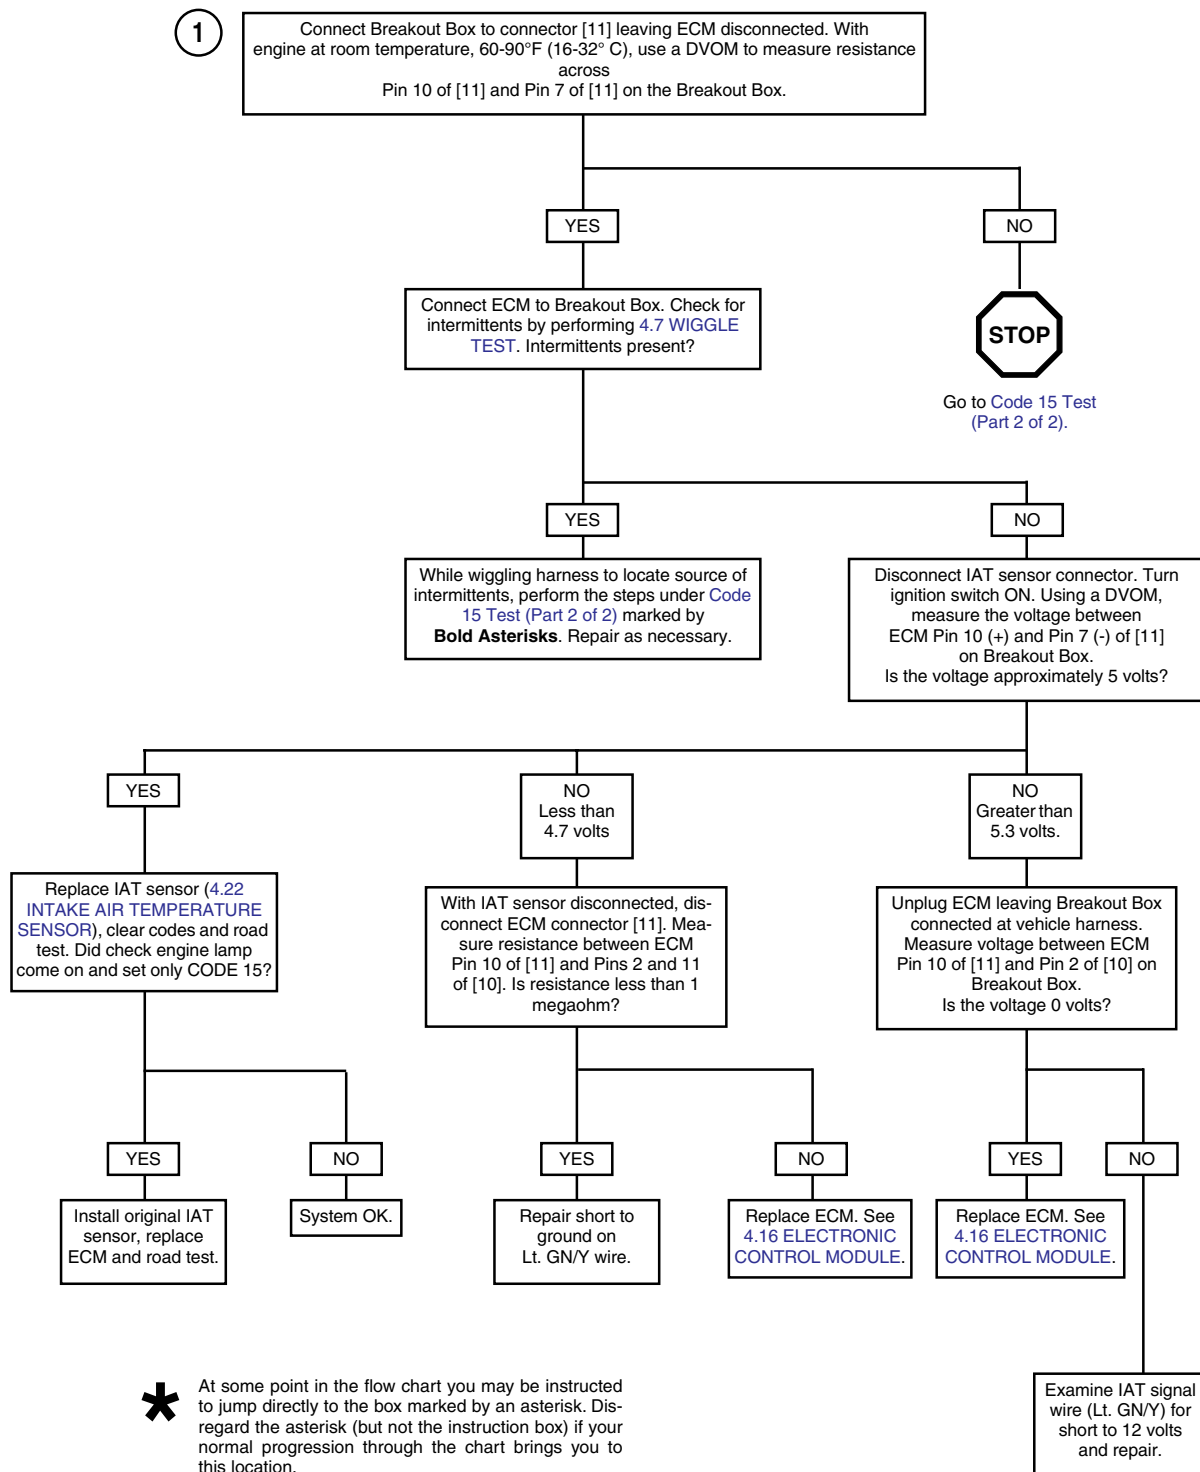 1
Connect Breakout Box to connector [11] leaving ECM disconnected. With
engine at room temperature, 60-90°F (16-32° C), use a DVOM to measure resistance
across
Pin 10 of [11] and Pin 7 of [11] on the Breakout Box.
YES
NO
Connect ECM to Breakout Box. Check for
intermittents by performing 4.7 WIGGLE
TEST. Intermittents present?
STOP
Go to Code 15 Test
(Part 2 of 2).
YES
NO
While wiggling harness to locate source of
intermittents, perform the steps under Code
15 Test (Part 2 of 2) marked by
Bold Asterisks. Repair as necessary.
Disconnect IAT sensor connector. Turn
ignition switch ON. Using a DVOM,
measure the voltage between
ECM Pin 10 (+) and Pin 7 (-) of [11]
on Breakout Box.
Is the voltage approximately 5 volts?
YES
NO
Less than
4.7 volts
NO
Greater than
5.3 volts.
Replace IAT sensor (4.22
INTAKE AIR TEMPERATURE
SENSOR), clear codes and road
test. Did check engine lamp
come on and set only CODE 15?
With IAT sensor disconnected, dis-
connect ECM connector [11]. Mea-
sure resistance between ECM
Pin 10 of [11] and Pins 2 and 11
of [10]. Is resistance less than 1
megaohm?
Unplug ECM leaving Breakout Box
connected at vehicle harness.
Measure voltage between ECM
Pin 10 of [11] and Pin 2 of [10] on
Breakout Box.
Is the voltage 0 volts?
YES
NO
YES
NO
YES
NO
Install original IAT
sensor, replace
ECM and road test.
System OK.
Repair short to
ground on
Lt. GN/Y wire.
Replace ECM. See
4.16 ELECTRONIC
CONTROL MODULE.
Replace ECM. See
4.16 ELECTRONIC
CONTROL MODULE.
Examine IAT signal
wire (Lt. GN/Y) for
short to 12 volts
and repair.
* At some point in the flow chart you may be instructed
to jump directly to the box marked by an asterisk. Dis-
regard the asterisk (but not the instruction box) if your
normal progression through the chart brings you to
this location.